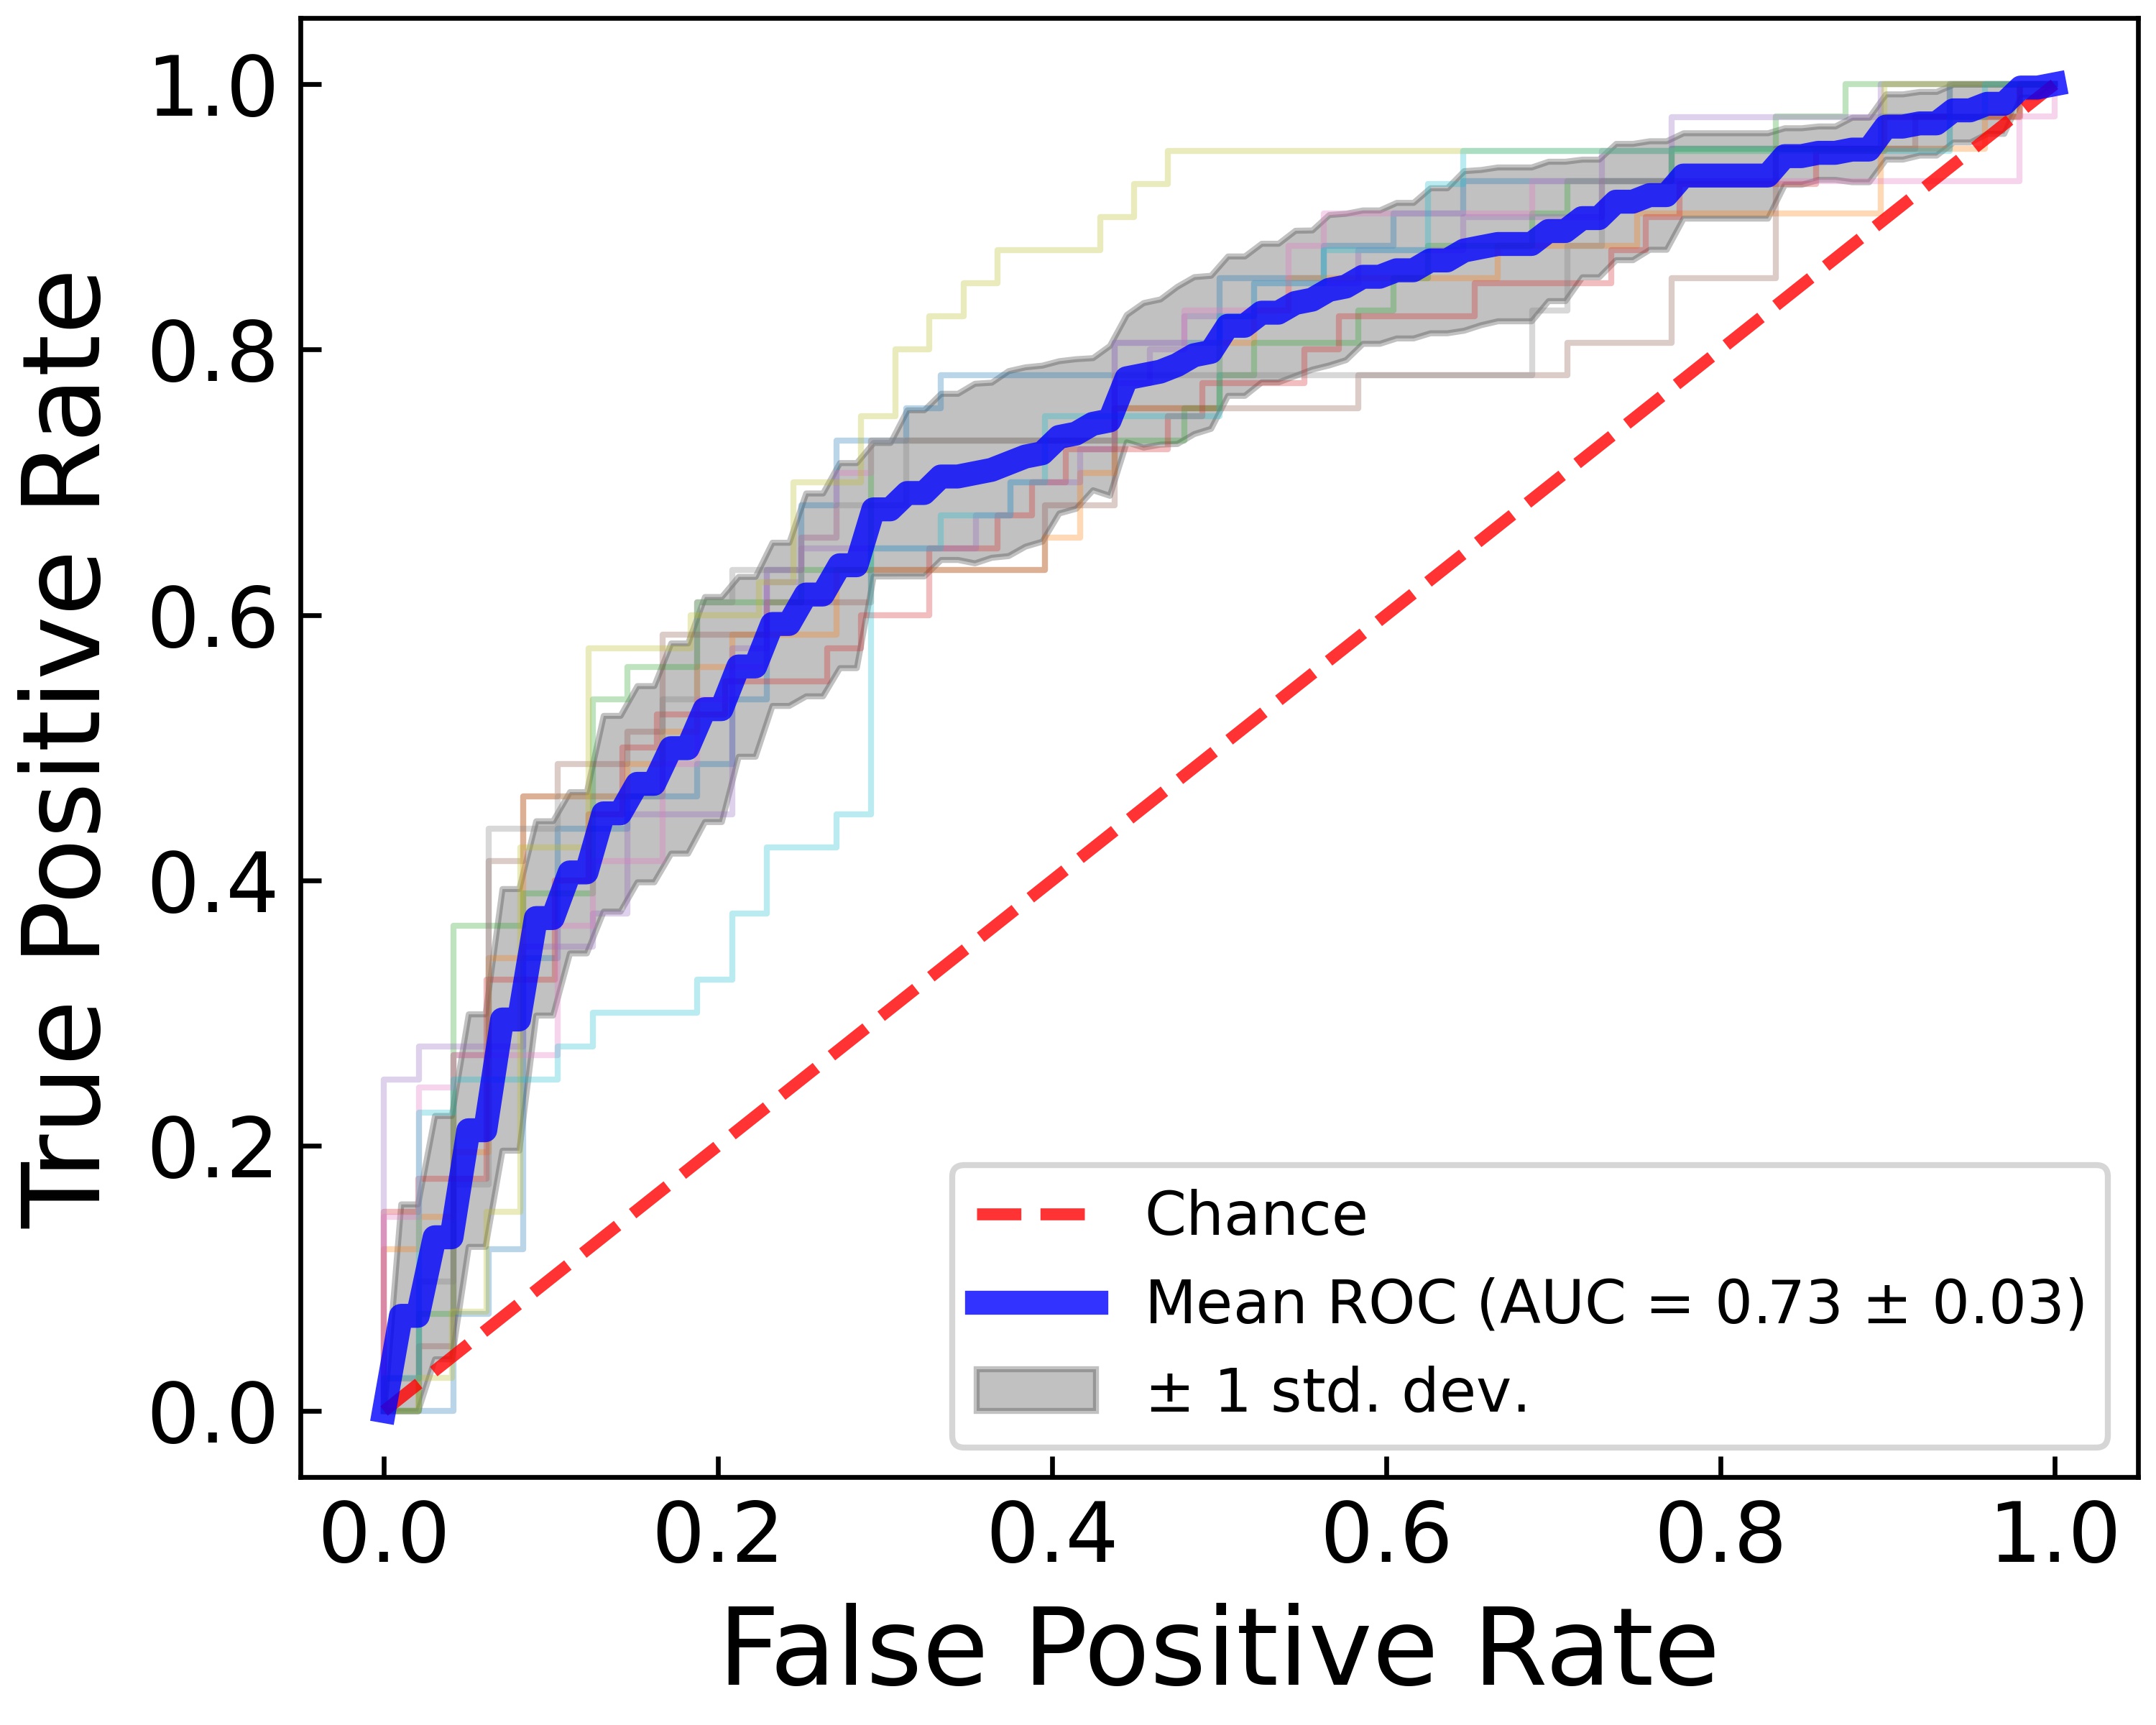 True Positive Rate
1.0
0.8
0.6
0.4
0.2
0.0
Chance
Mean ROC (AUC = 0.73 ± 0.03)
± 1 std. dev.
0.0 0.2 0.4 0.6 0.8 1.0
False Positive Rate